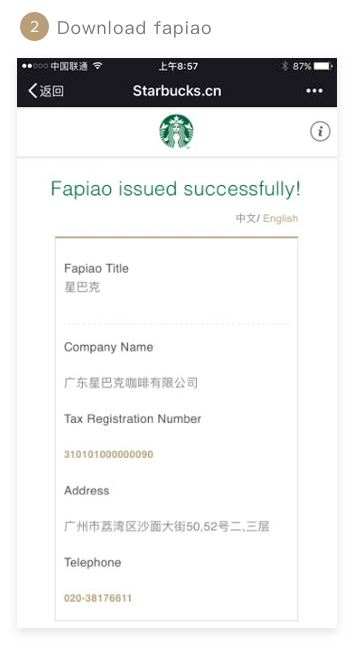 2 Download fapiao
中国联通 上午8:57 87%
返回 Starbucks.cn
i
Fapiao issued successfully!
中文/ English
Fapiao Title
星巴克
Company Name
广东星巴克咖啡有限公司
Tax Registration Number
310101000000090
Address
广州市荔湾区沙面大街50,52号二,三层
Telephone
020-38176611